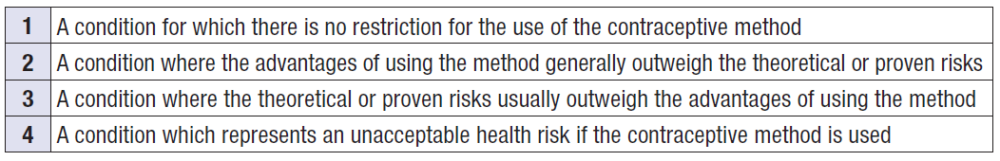 1 A condition for which there is no restriction for the use of the contraceptive method
2 A condition where the advantages of using the method generally outweigh the theoretical or proven risks
3 A condition where the theoretical or proven risks usually outweigh the advantages of using the method
4 A condition which represents an unacceptable health risk if the contraceptive method is used